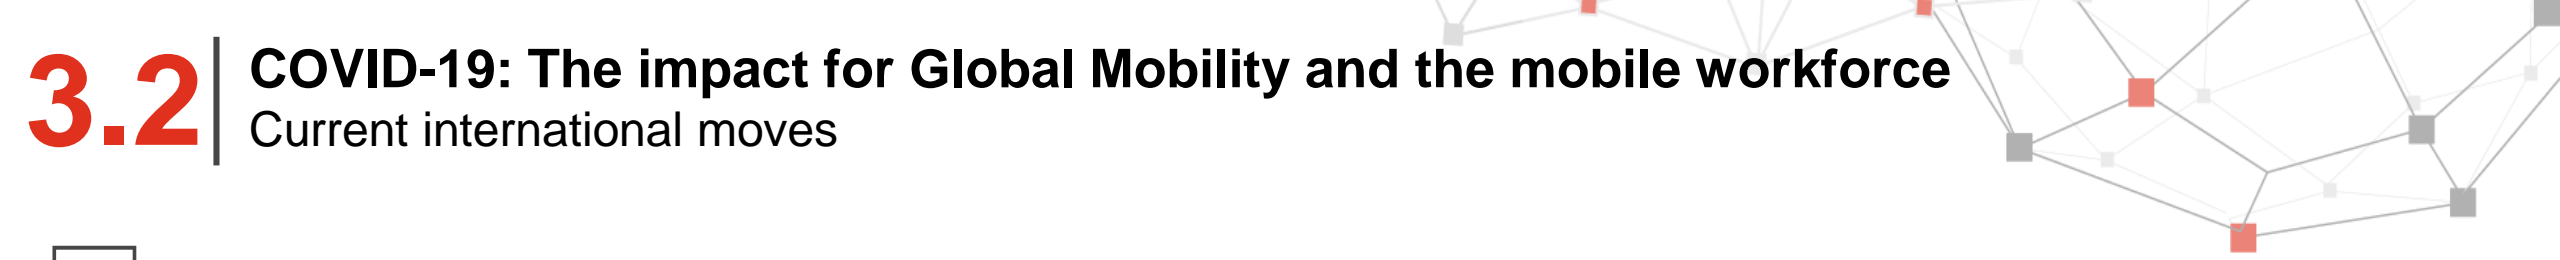 3.2
COVID-19: The impact for Global Mobility and the mobile workforce
Current international moves